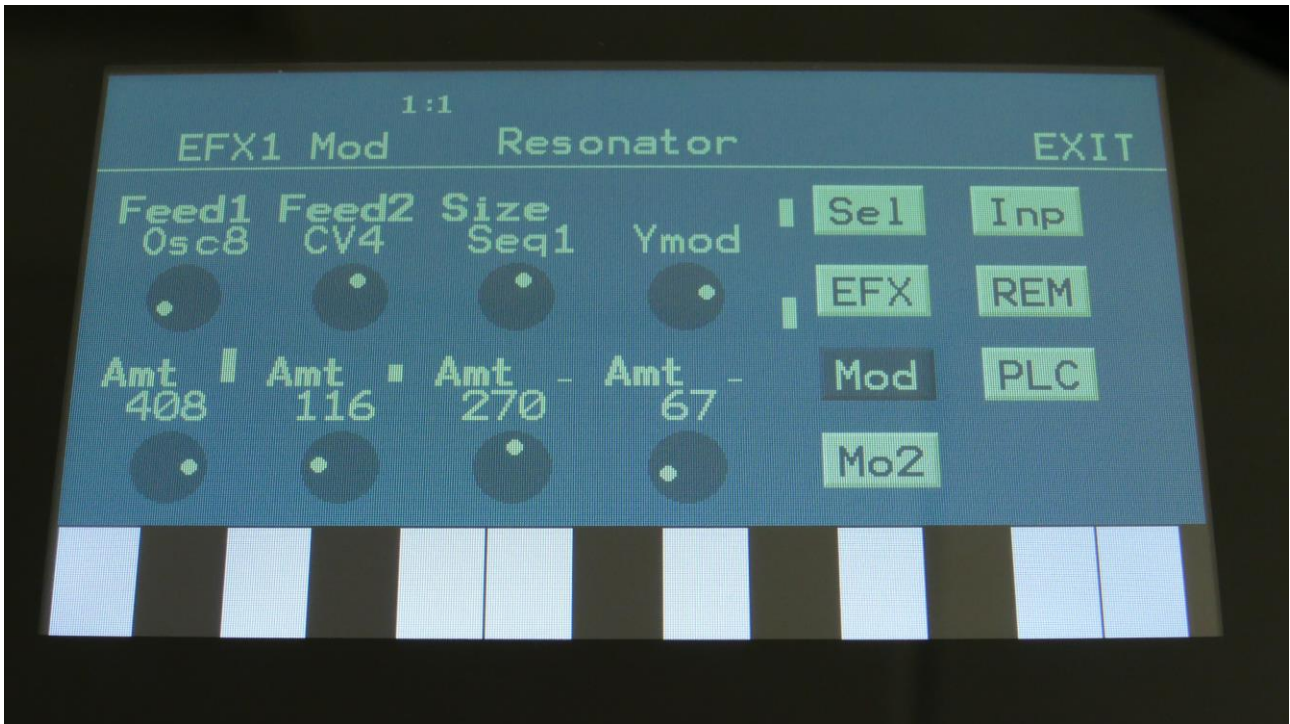 1:1
EFX1 Mod Resonator EXIT
Feed1 Feed2 Size Sel Inp
Osc8 CV4 Seq1 Ymod
EFX REM
Amt Amt Amt Amt Mod PLC
408 116 270 67
Mo2